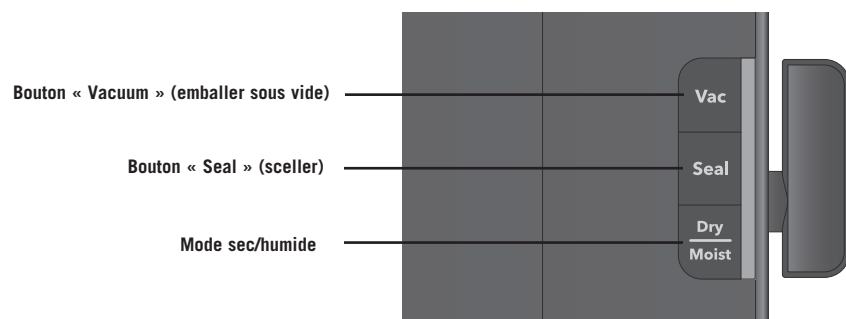 Bouton « Vacuum » (emballer sous vide)
Vac
Bouton « Seal » (sceller)
Seal
Mode sec/humide
Dry
Moist